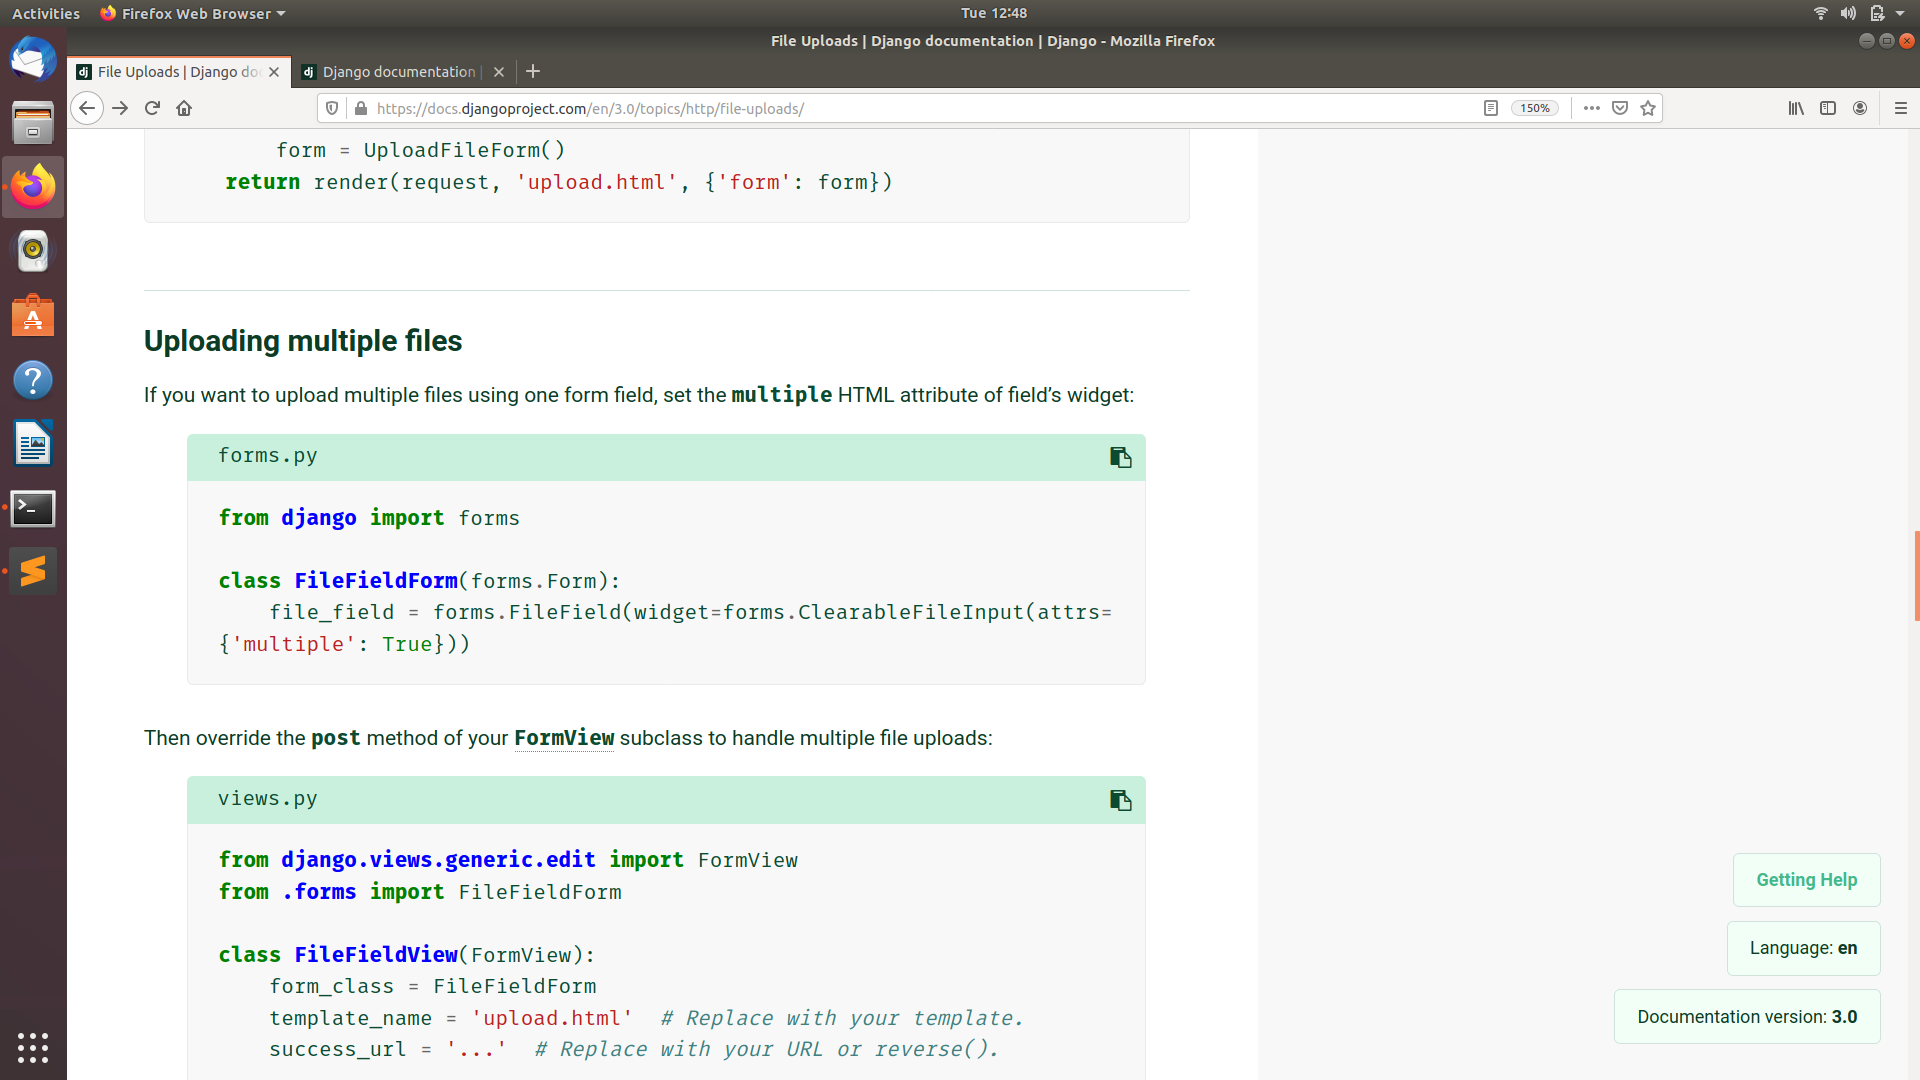 Activities Firefox Web Browser Tue 12:48
File Uploads | Django documentation | Django - Mozilla Firefox
dj File Uploads | Django doc dj Django documentation |
https://docs.djangoproject.com/en/3.0/topics/http/file-uploads/ 150%
form = UploadFileForm()
return render(request, 'upload.html', {'form': form})
Uploading multiple files
If you want to upload multiple files using one form field, set the multiple HTML attribute of field’s widget:
forms.py
from django import forms
class FileFieldForm(forms.Form):
file_field = forms.FileField(widget=forms.ClearableFileInput(attrs=
{'multiple': True}))
Then override the post method of your FormView subclass to handle multiple file uploads:
views.py
from django.views.generic.edit import FormView
from .forms import FileFieldForm
class FileFieldView(FormView):
form_class = FileFieldForm
template_name = 'upload.html' # Replace with your template.
success_url = '...' # Replace with your URL or reverse().
Getting Help
Language: en
Documentation version: 3.0